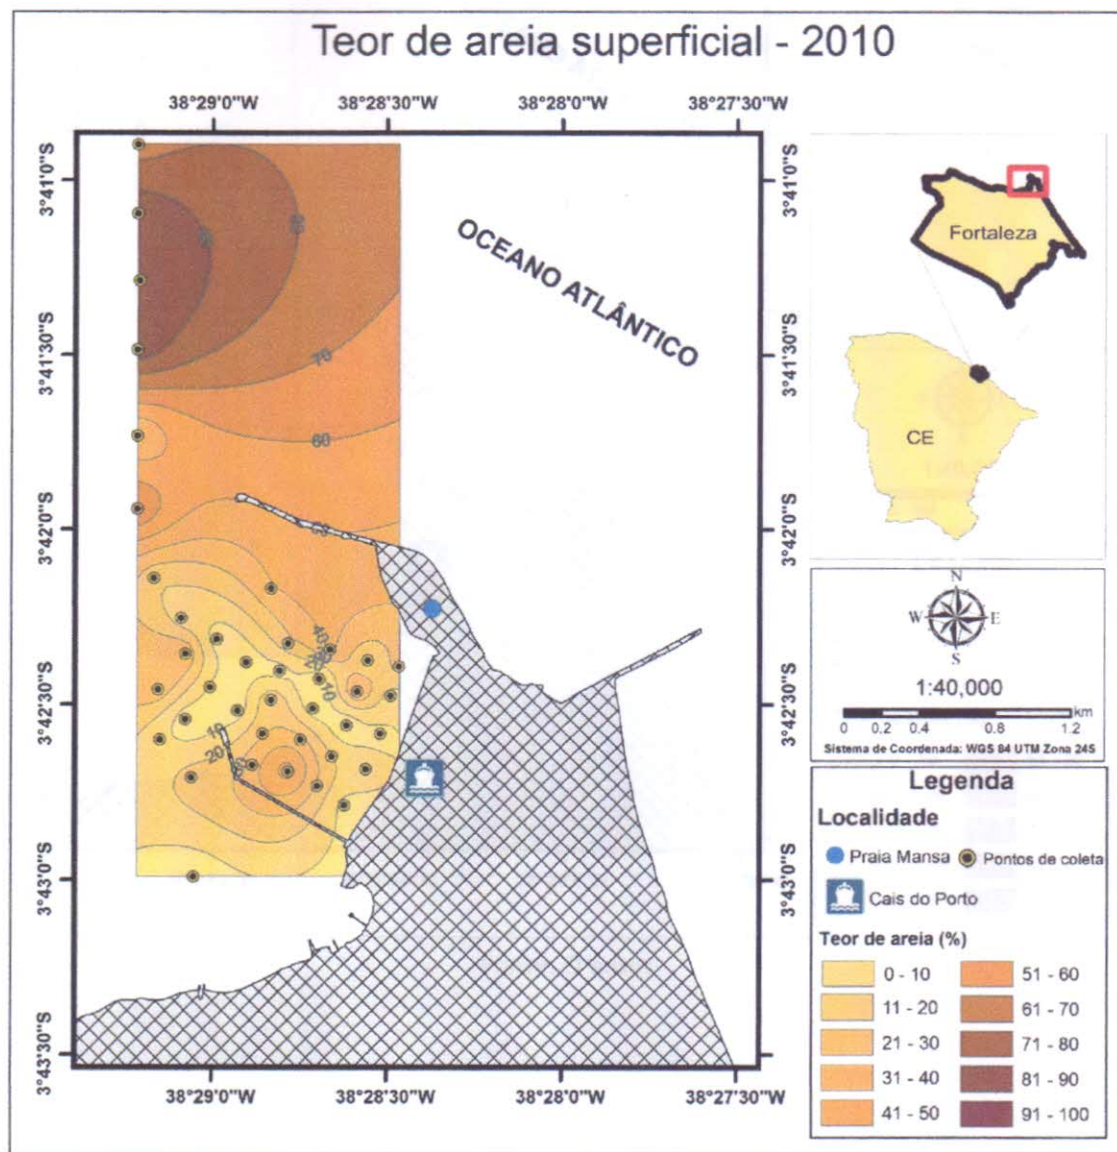 Teor de areia superficial - 2010
38°29'0"W 38°28'30"W 38°28'0"W 38°27'30"W
3°41'0"S
3°41'30"S
3°42'0"S
3°42'30"S
3°43'0"S
3°43'30"S
OCEANO ATLÂNTICO
70
60
40
10
10
20
3°41'0"S
3°41'30"S
3°42'0"S
3°42'30"S
3°43'0"S
3°43'30"S
38°29'0"W 38°28'30"W 38°28'0"W 38°27'30"W
Fortaleza
CE
N
W E
S
1:40,000
0 0.2 0.4 0.8 1.2 km
Sistema de Coordenada: WGS 84 UTM Zona 24S
Legenda
Localidade
Praia Mansa Pontos de coleta
Cais do Porto
Teor de areia (%)
0 - 10 51 - 60
11 - 20 61 - 70
21 - 30 71 - 80
31 - 40 81 - 90
41 - 50 91 - 100